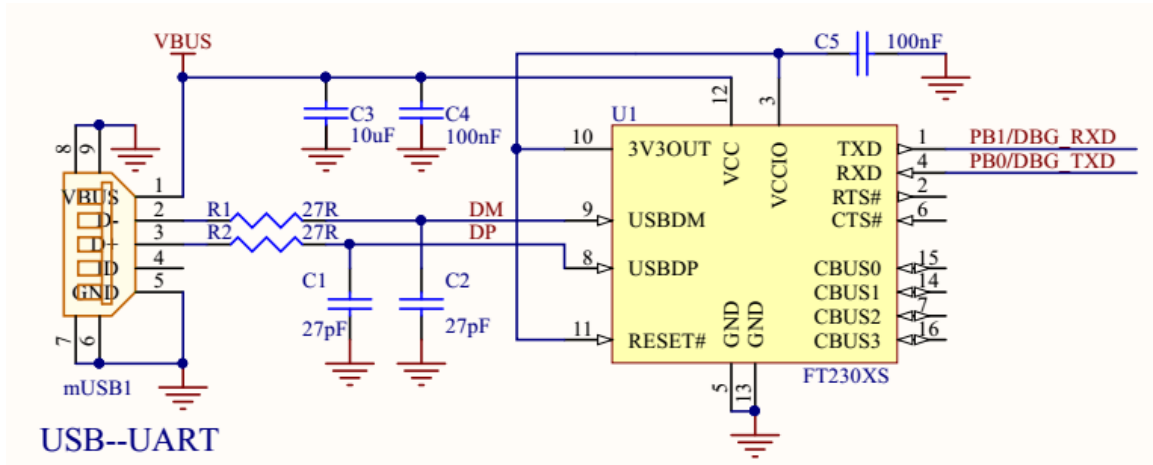 VBUS
C5 100nF
C3
10uF
C4
100nF
12
3
U1
8
9
10 3V3OUT
VCC
VCCIO
TXD 1 PB1/DBG_RXD
RXD 4 PB0/DBG_TXD
RTS# 2
CTS# 6
VBUS 1
D- 2 R1 27R DM 9 USBDM
D+ 3 R2 27R DP 8 USBDP
ID 4
GND 5
C1
27pF
C2
27pF
CBUS0 15
CBUS1 14
CBUS2 7
CBUS3 16
11 RESET#
GND
GND
7
6
5
13
FT230XS
mUSB1
USB--UART